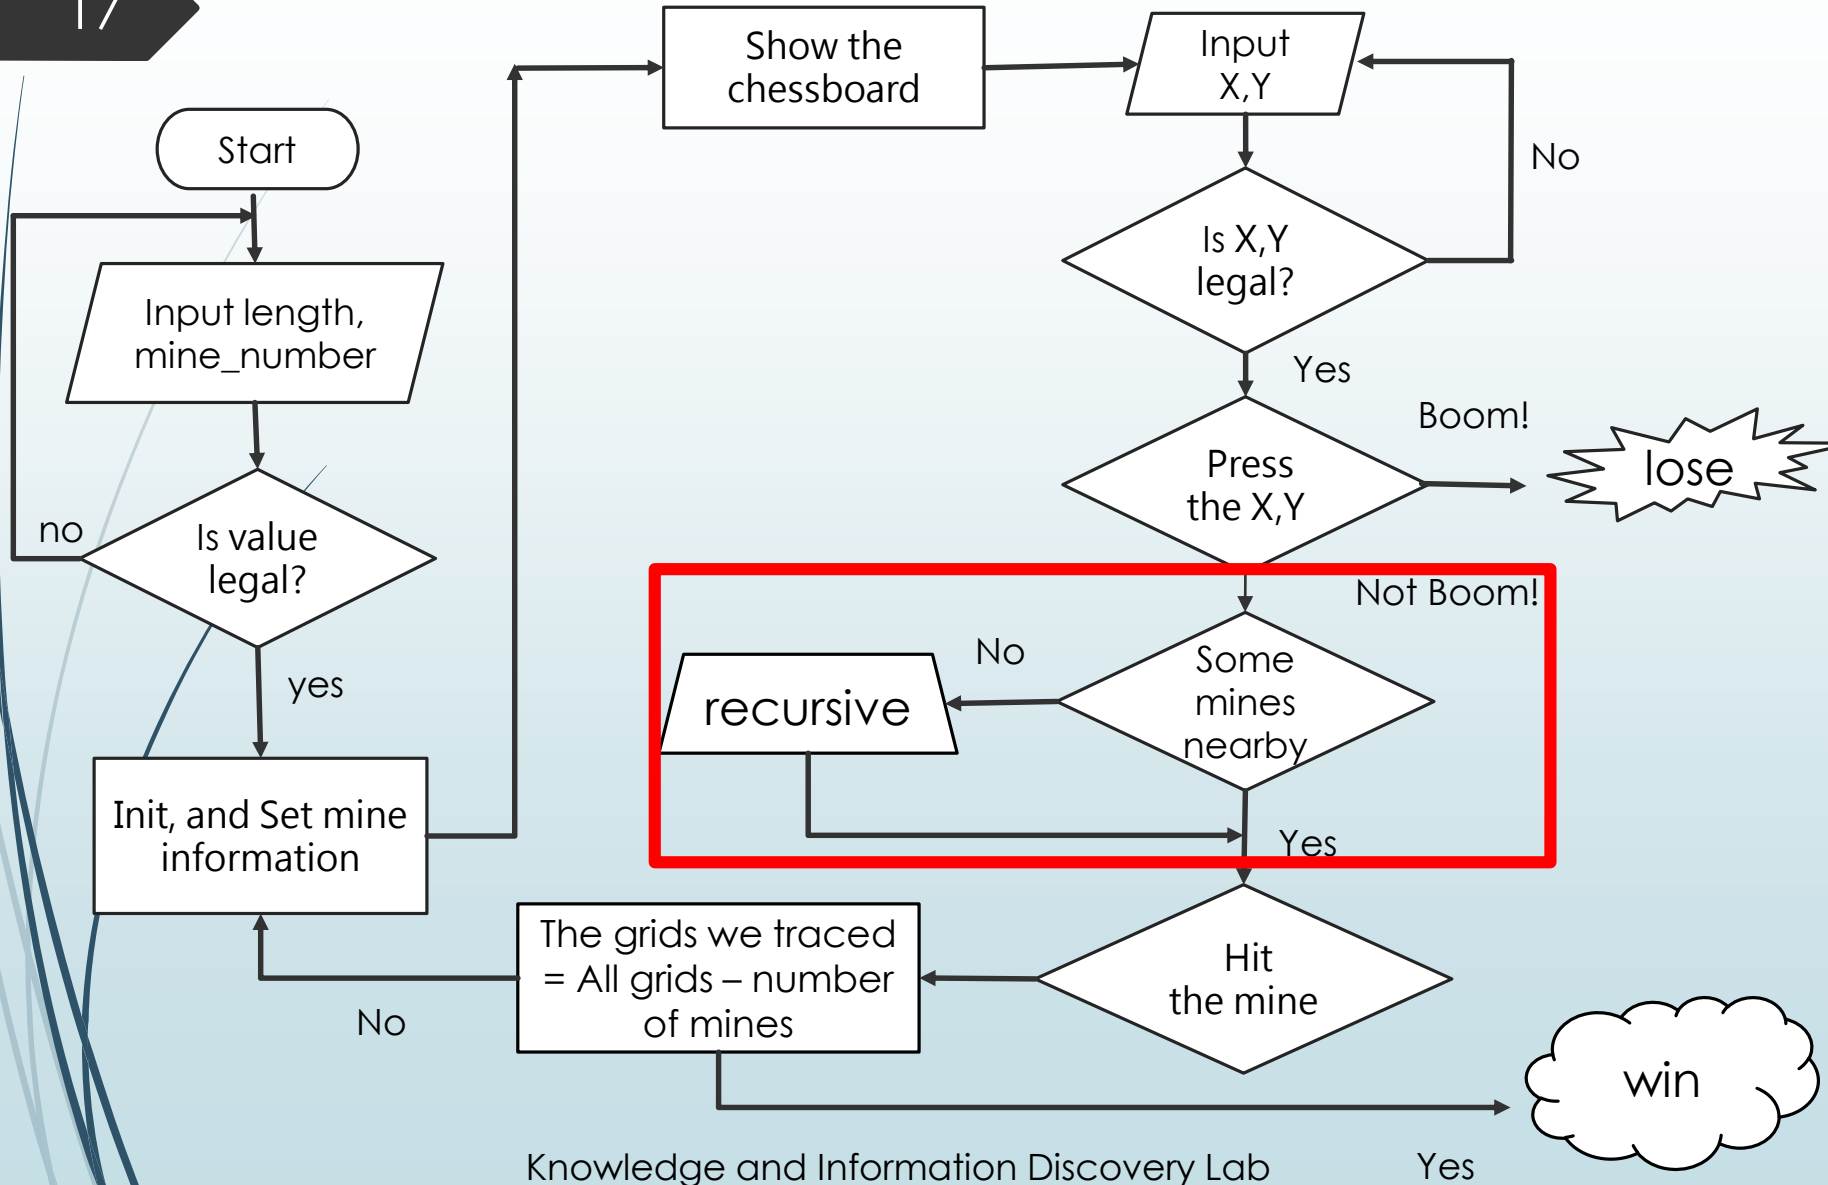 17
Start
Input length,
mine_number
Is value
legal?
no
yes
Init, and Set mine
information
Show the
chessboard
Input
X,Y
No
Is X,Y
legal?
Yes
Press
the X,Y
Boom!
lose
Not Boom!
Some
mines
nearby
No
recursive
Yes
Hit
the mine
The grids we traced
= All grids – number
of mines
No
win
Yes
Knowledge and Information Discovery Lab